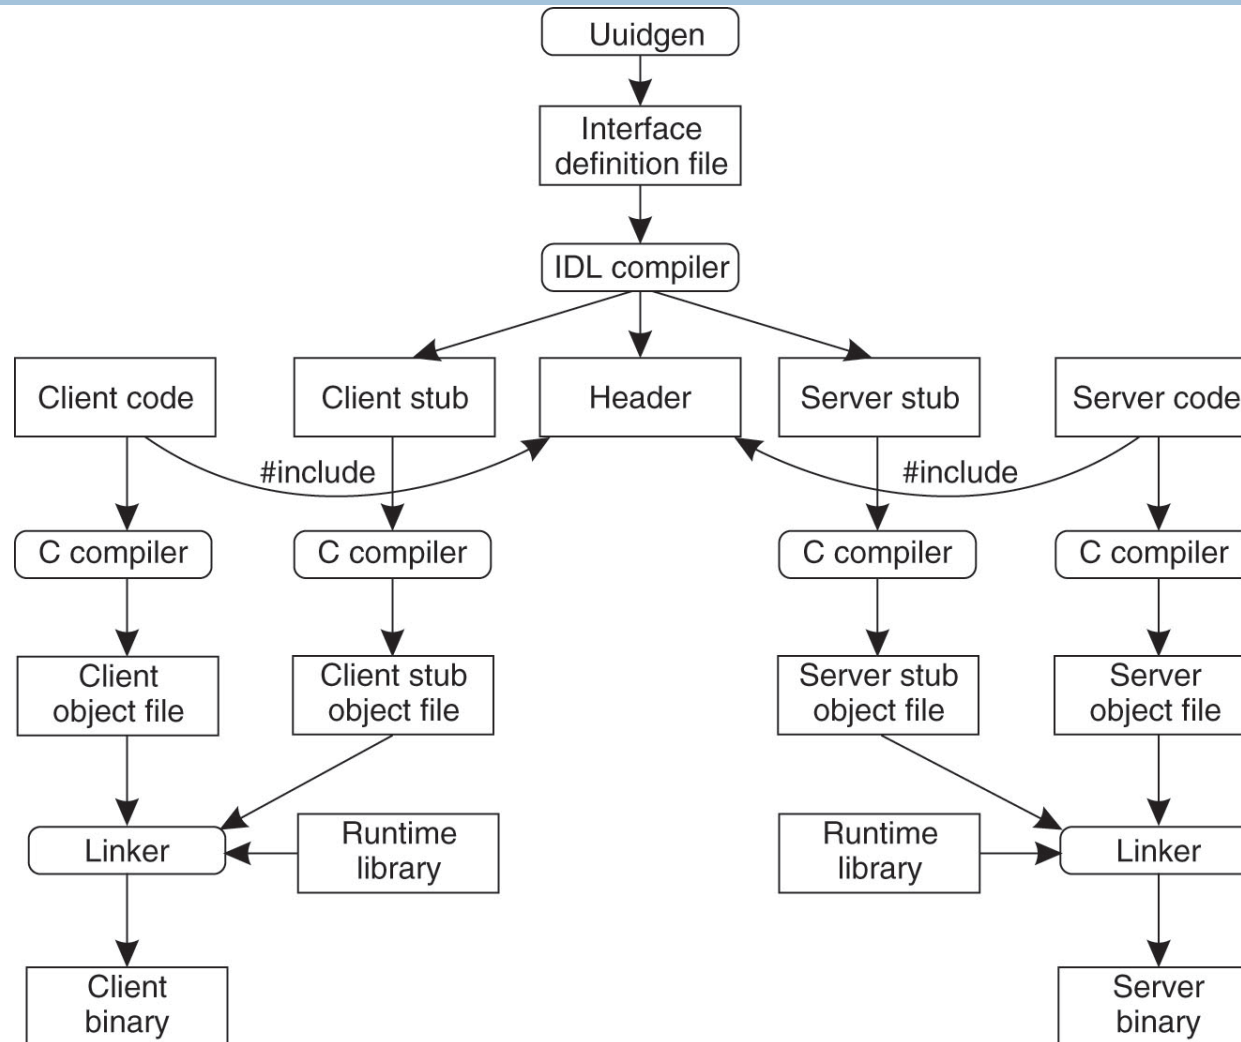 Uuidgen
Interface
definition file
IDL compiler
Client code
Client stub
Header
Server stub
Server code
#include
#include
C compiler
C compiler
C compiler
C compiler
Client
object file
Client stub
object file
Server stub
object file
Server
object file
Linker
Runtime
library
Runtime
library
Linker
Client
binary
Server
binary